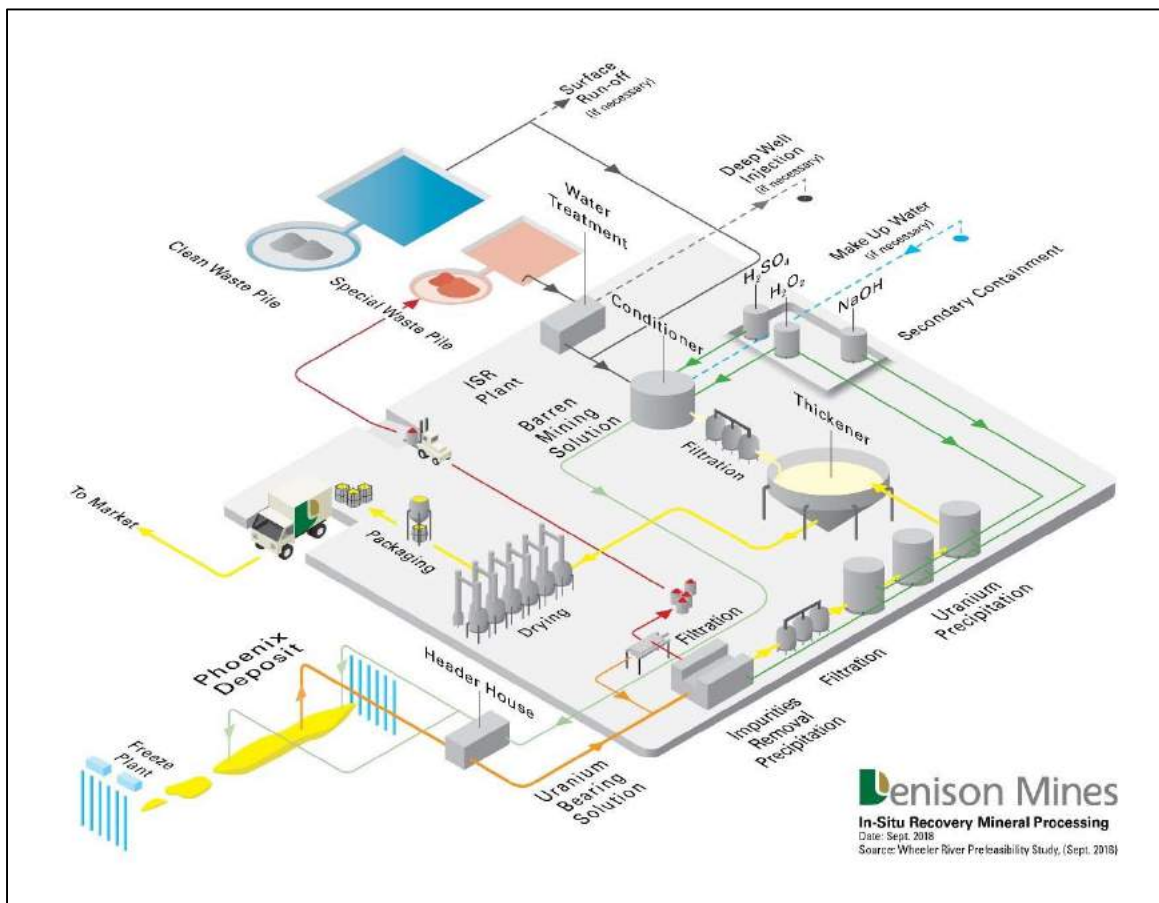 Surface
Run-off
(if necessary)
Deep Well
Injection
(if necessary)
Water
Treatment
Make Up Water
(if necessary)
H₂SO₄
H₂O₂
NaOH
Secondary Containment
Clean Waste Pile
Special Waste Pile
Conditioner
ISR
Plant
Barren
Mining
Solution
Filtration
Thickener
To Market
Packaging
Drying
Filtration
Uranium
Precipitation
Filtration
Impurities
Removal
Precipitation
Header House
Phoenix
Deposit
Freeze
Plant
Uranium
Bearing
Solution
Denison Mines
In-Situ Recovery Mineral Processing
Date: Sept. 2018
Source: Wheeler River Prefeasibility Study, (Sept. 2018)